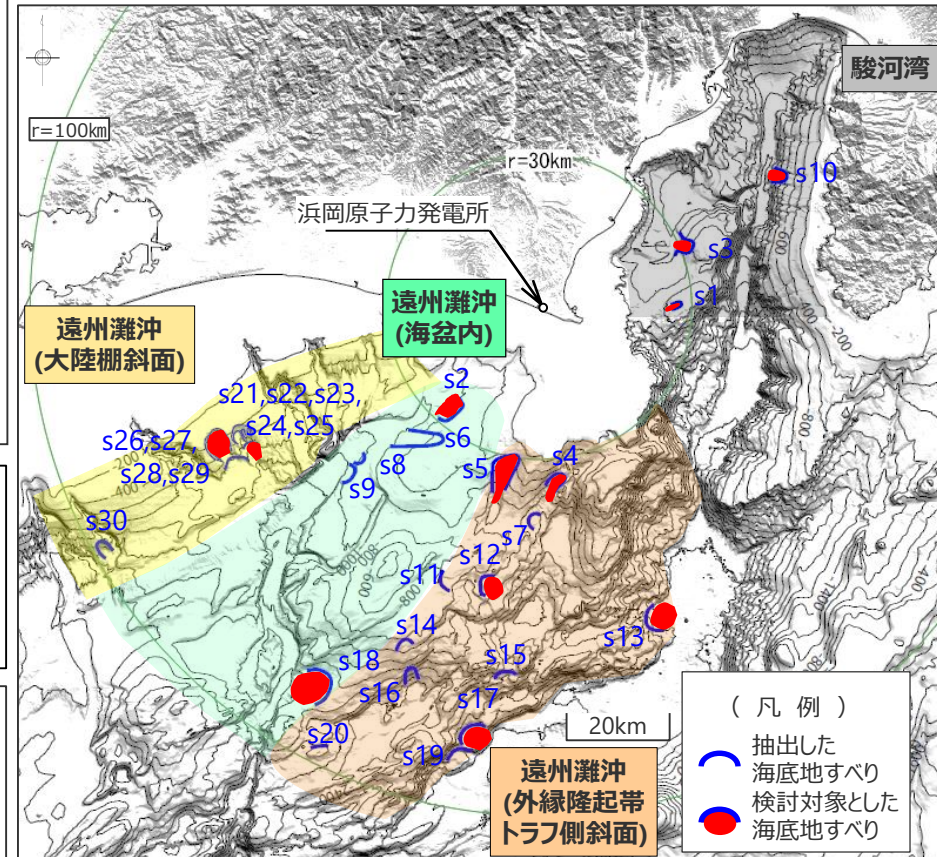 駿河湾
r=100km
r=30km
s10
浜岡原子力発電所
s3
s1
遠州灘沖
(大陸棚斜面)
遠州灘沖
(海盆内)
s21,s22,s23,
s24,s25
s26,s27,
s28,s29
s2
s6
s8
s9
s5
s4
s30
s7
s12
s11
s13
s14
s15
s18
s16
s17
s20
s19
20km
遠州灘沖
(外縁隆起帯
トラフ側斜面)
(凡例)
抽出した
海底地すべり
検討対象とした
海底地すべり